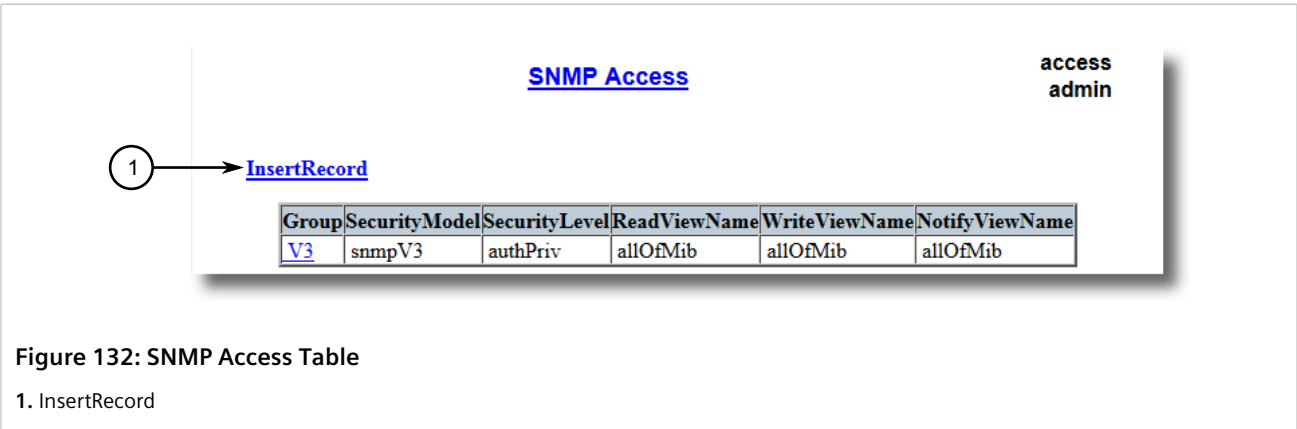 SNMP Access
access
admin
1
InsertRecord
Group SecurityModel SecurityLevel ReadViewName WriteViewName NotifyViewName
V3 snmpV3 authPriv allOfMib allOfMib allOfMib
Figure 132: SNMP Access Table
1. InsertRecord